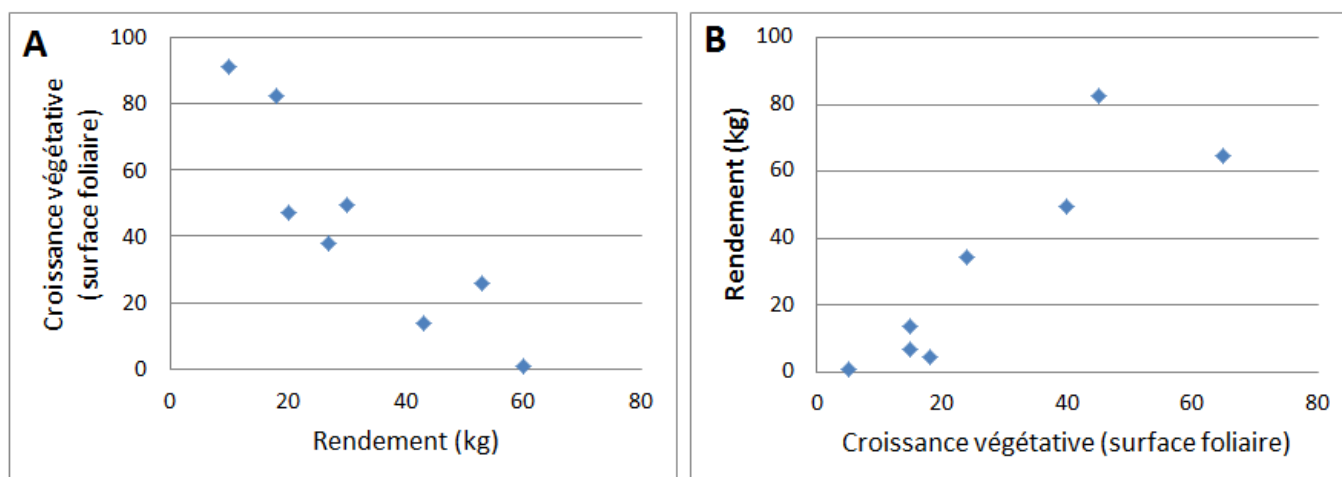 A
100
80
60
40
20
0
Croissance végétative
(surface foliaire)
0 20 40 60 80
Rendement (kg)
B
100
80
60
40
20
0
Rendement (kg)
0 20 40 60 80
Croissance végétative (surface foliaire)